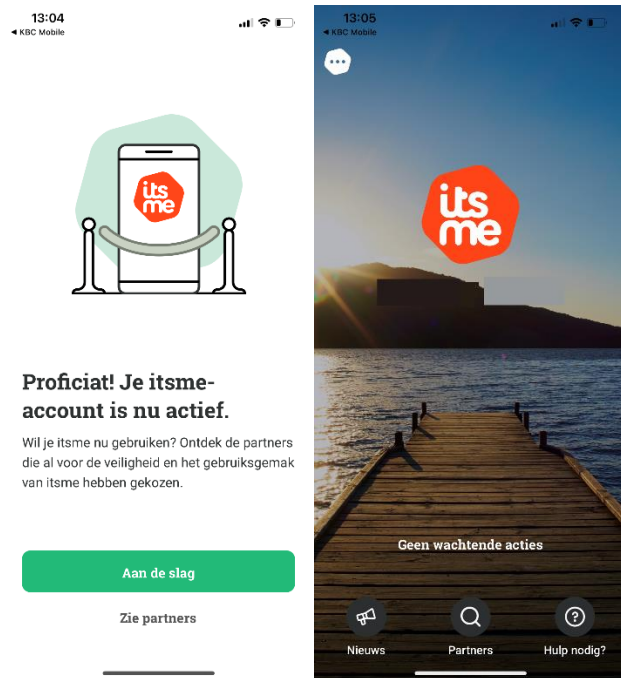 13:04
◄ KBC Mobile
its
me
Proficiat! Je itsme-
account is nu actief.
Wil je itsme nu gebruiken? Ontdek de partners
die al voor de veiligheid en het gebruiksgemak
van itsme hebben gekozen.
Aan de slag
Zie partners
13:05
◄ KBC Mobile
its
me
Geen wachtende acties
Nieuws
Partners
Hulp nodig?